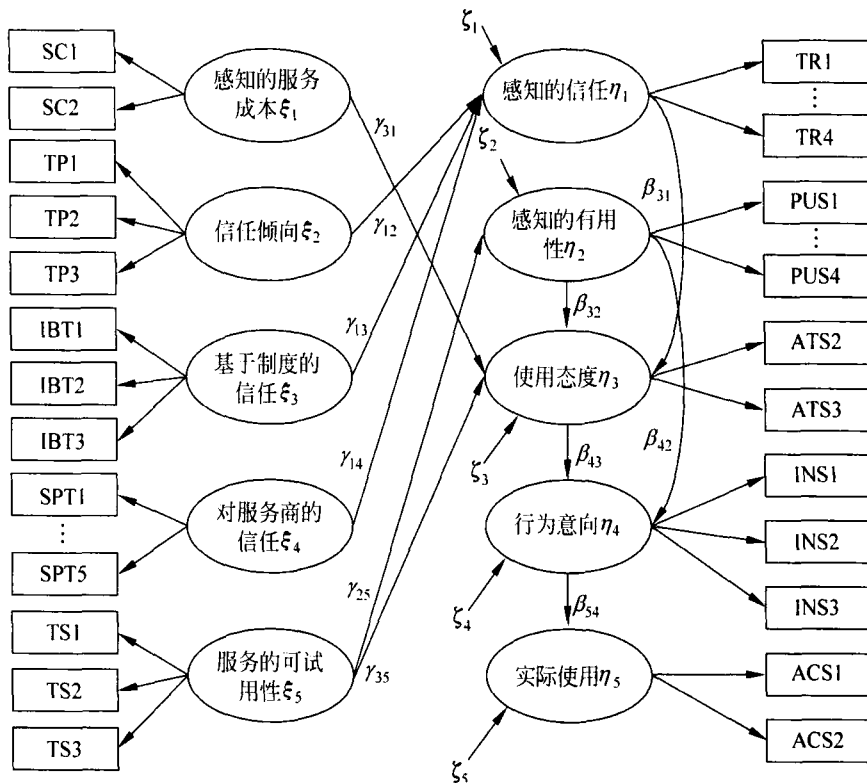 SC1
SC2
TP1
TP2
TP3
IBT1
IBT2
IBT3
SPT1
⋮
SPT5
TS1
TS2
TS3
感知的服务
成本ξ₁
信任倾向ξ₂
基于制度的
信任ξ₃
对服务商的
信任ξ₄
服务的可试
用性ξ₅
γ₃₁
γ₁₂
γ₁₃
γ₁₄
γ₂₅
γ₃₅
ζ₁
感知的信任η₁
ζ₂
感知的有用
性η₂
β₃₂
使用态度η₃
ζ₃
β₄₃
行为意向η₄
ζ₄
β₅₄
实际使用η₅
ζ₅
β₃₁
β₄₂
TR1
⋮
TR4
PUS1
⋮
PUS4
ATS2
ATS3
INS1
INS2
INS3
ACS1
ACS2